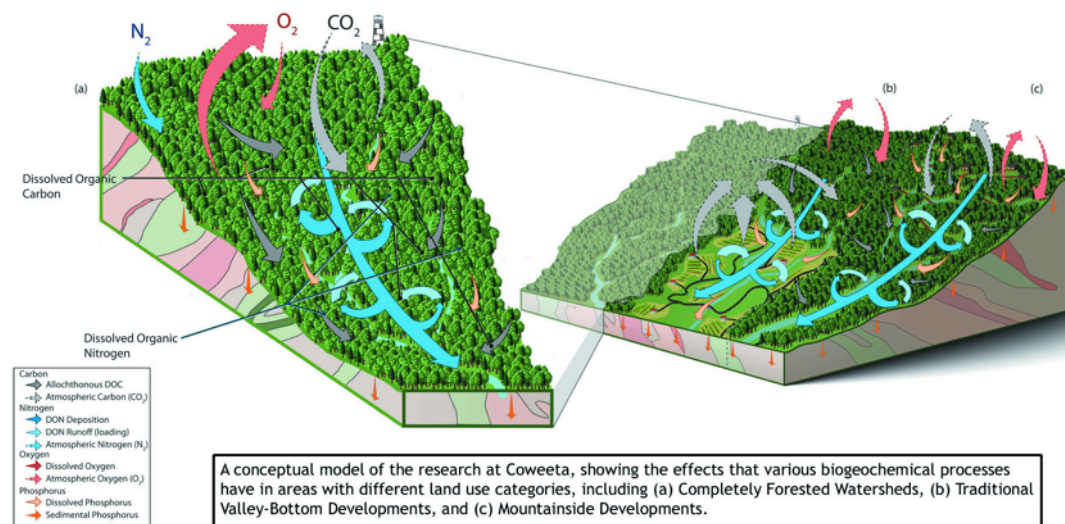 N2
O2
CO2
(a)
(b)
(c)
Dissolved Organic
Carbon
Dissolved Organic
Nitrogen
Carbon
Allochthonous DOC
Atmospheric Carbon (CO2)
Nitrogen
DON Deposition
DON Runoff (loading)
Atmospheric Nitrogen (N2)
Oxygen
Dissolved Oxygen
Atmospheric Oxygen (O2)
Phosphorus
Dissolved Phosphorus
Sedimental Phosphorus
A conceptual model of the research at Coweeta, showing the effects that various biogeochemical processes
have in areas with different land use categories, including (a) Completely Forested Watersheds, (b) Traditional
Valley-Bottom Developments, and (c) Mountainside Developments.